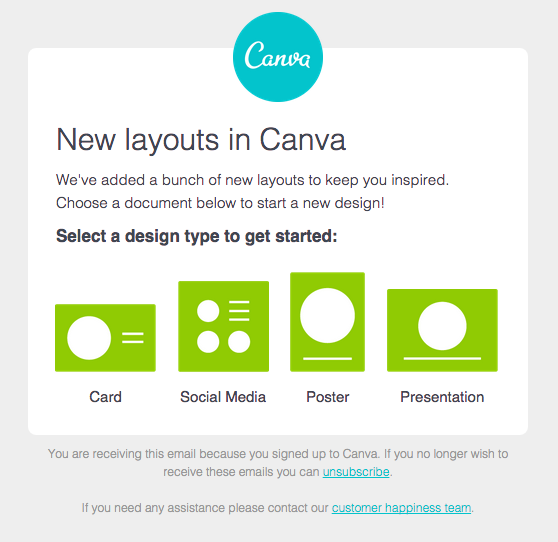 Canva
New layouts in Canva
We've added a bunch of new layouts to keep you inspired.
Choose a document below to start a new design!
Select a design type to get started:
Card
Social Media
Poster
Presentation
You are receiving this email because you signed up to Canva. If you no longer wish to
receive these emails you can unsubscribe.
If you need any assistance please contact our customer happiness team.